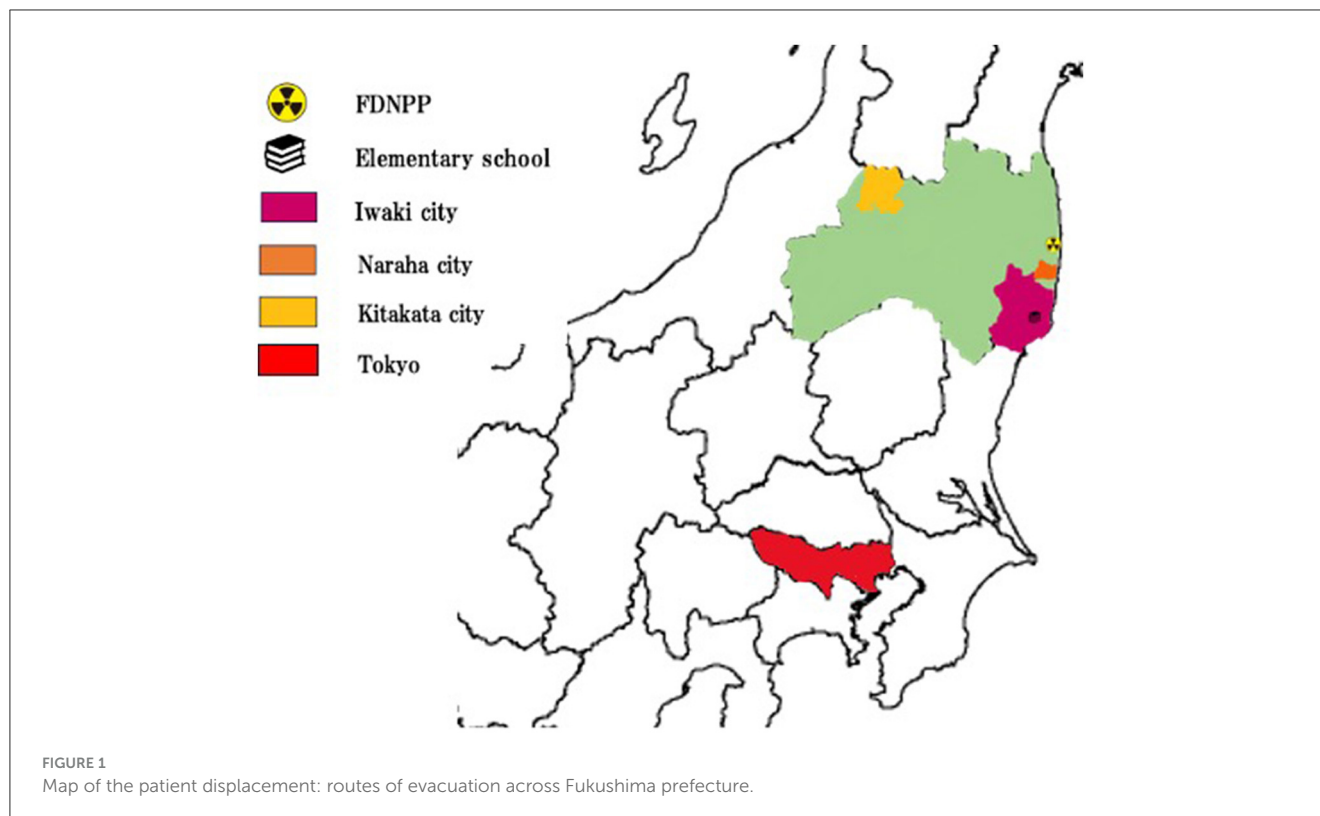 FDNPP
Elementary school
Iwaki city
Naraha city
Kitakata city
Tokyo
FIGURE 1
Map of the patient displacement: routes of evacuation across Fukushima prefecture.